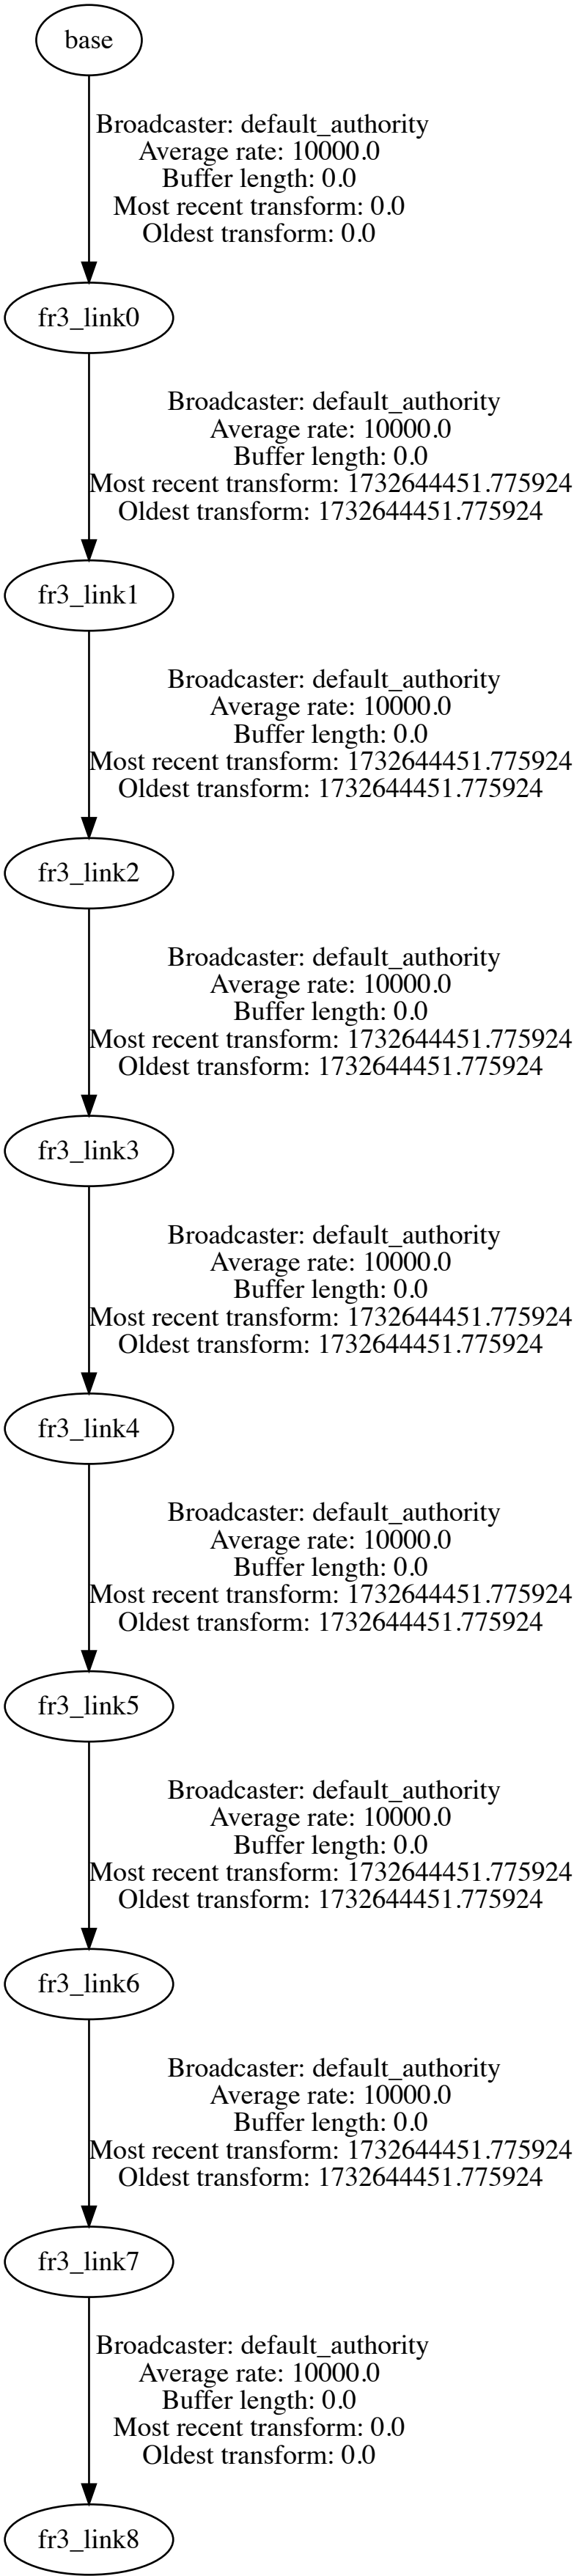 base
Broadcaster: default_authority
Average rate: 10000.0
Buffer length: 0.0
Most recent transform: 0.0
Oldest transform: 0.0
fr3_link0
Broadcaster: default_authority
Average rate: 10000.0
Buffer length: 0.0
Most recent transform: 1732644451.775924
Oldest transform: 1732644451.775924
fr3_link1
Broadcaster: default_authority
Average rate: 10000.0
Buffer length: 0.0
Most recent transform: 1732644451.775924
Oldest transform: 1732644451.775924
fr3_link2
Broadcaster: default_authority
Average rate: 10000.0
Buffer length: 0.0
Most recent transform: 1732644451.775924
Oldest transform: 1732644451.775924
fr3_link3
Broadcaster: default_authority
Average rate: 10000.0
Buffer length: 0.0
Most recent transform: 1732644451.775924
Oldest transform: 1732644451.775924
fr3_link4
Broadcaster: default_authority
Average rate: 10000.0
Buffer length: 0.0
Most recent transform: 1732644451.775924
Oldest transform: 1732644451.775924
fr3_link5
Broadcaster: default_authority
Average rate: 10000.0
Buffer length: 0.0
Most recent transform: 1732644451.775924
Oldest transform: 1732644451.775924
fr3_link6
Broadcaster: default_authority
Average rate: 10000.0
Buffer length: 0.0
Most recent transform: 1732644451.775924
Oldest transform: 1732644451.775924
fr3_link7
Broadcaster: default_authority
Average rate: 10000.0
Buffer length: 0.0
Most recent transform: 0.0
Oldest transform: 0.0
fr3_link8